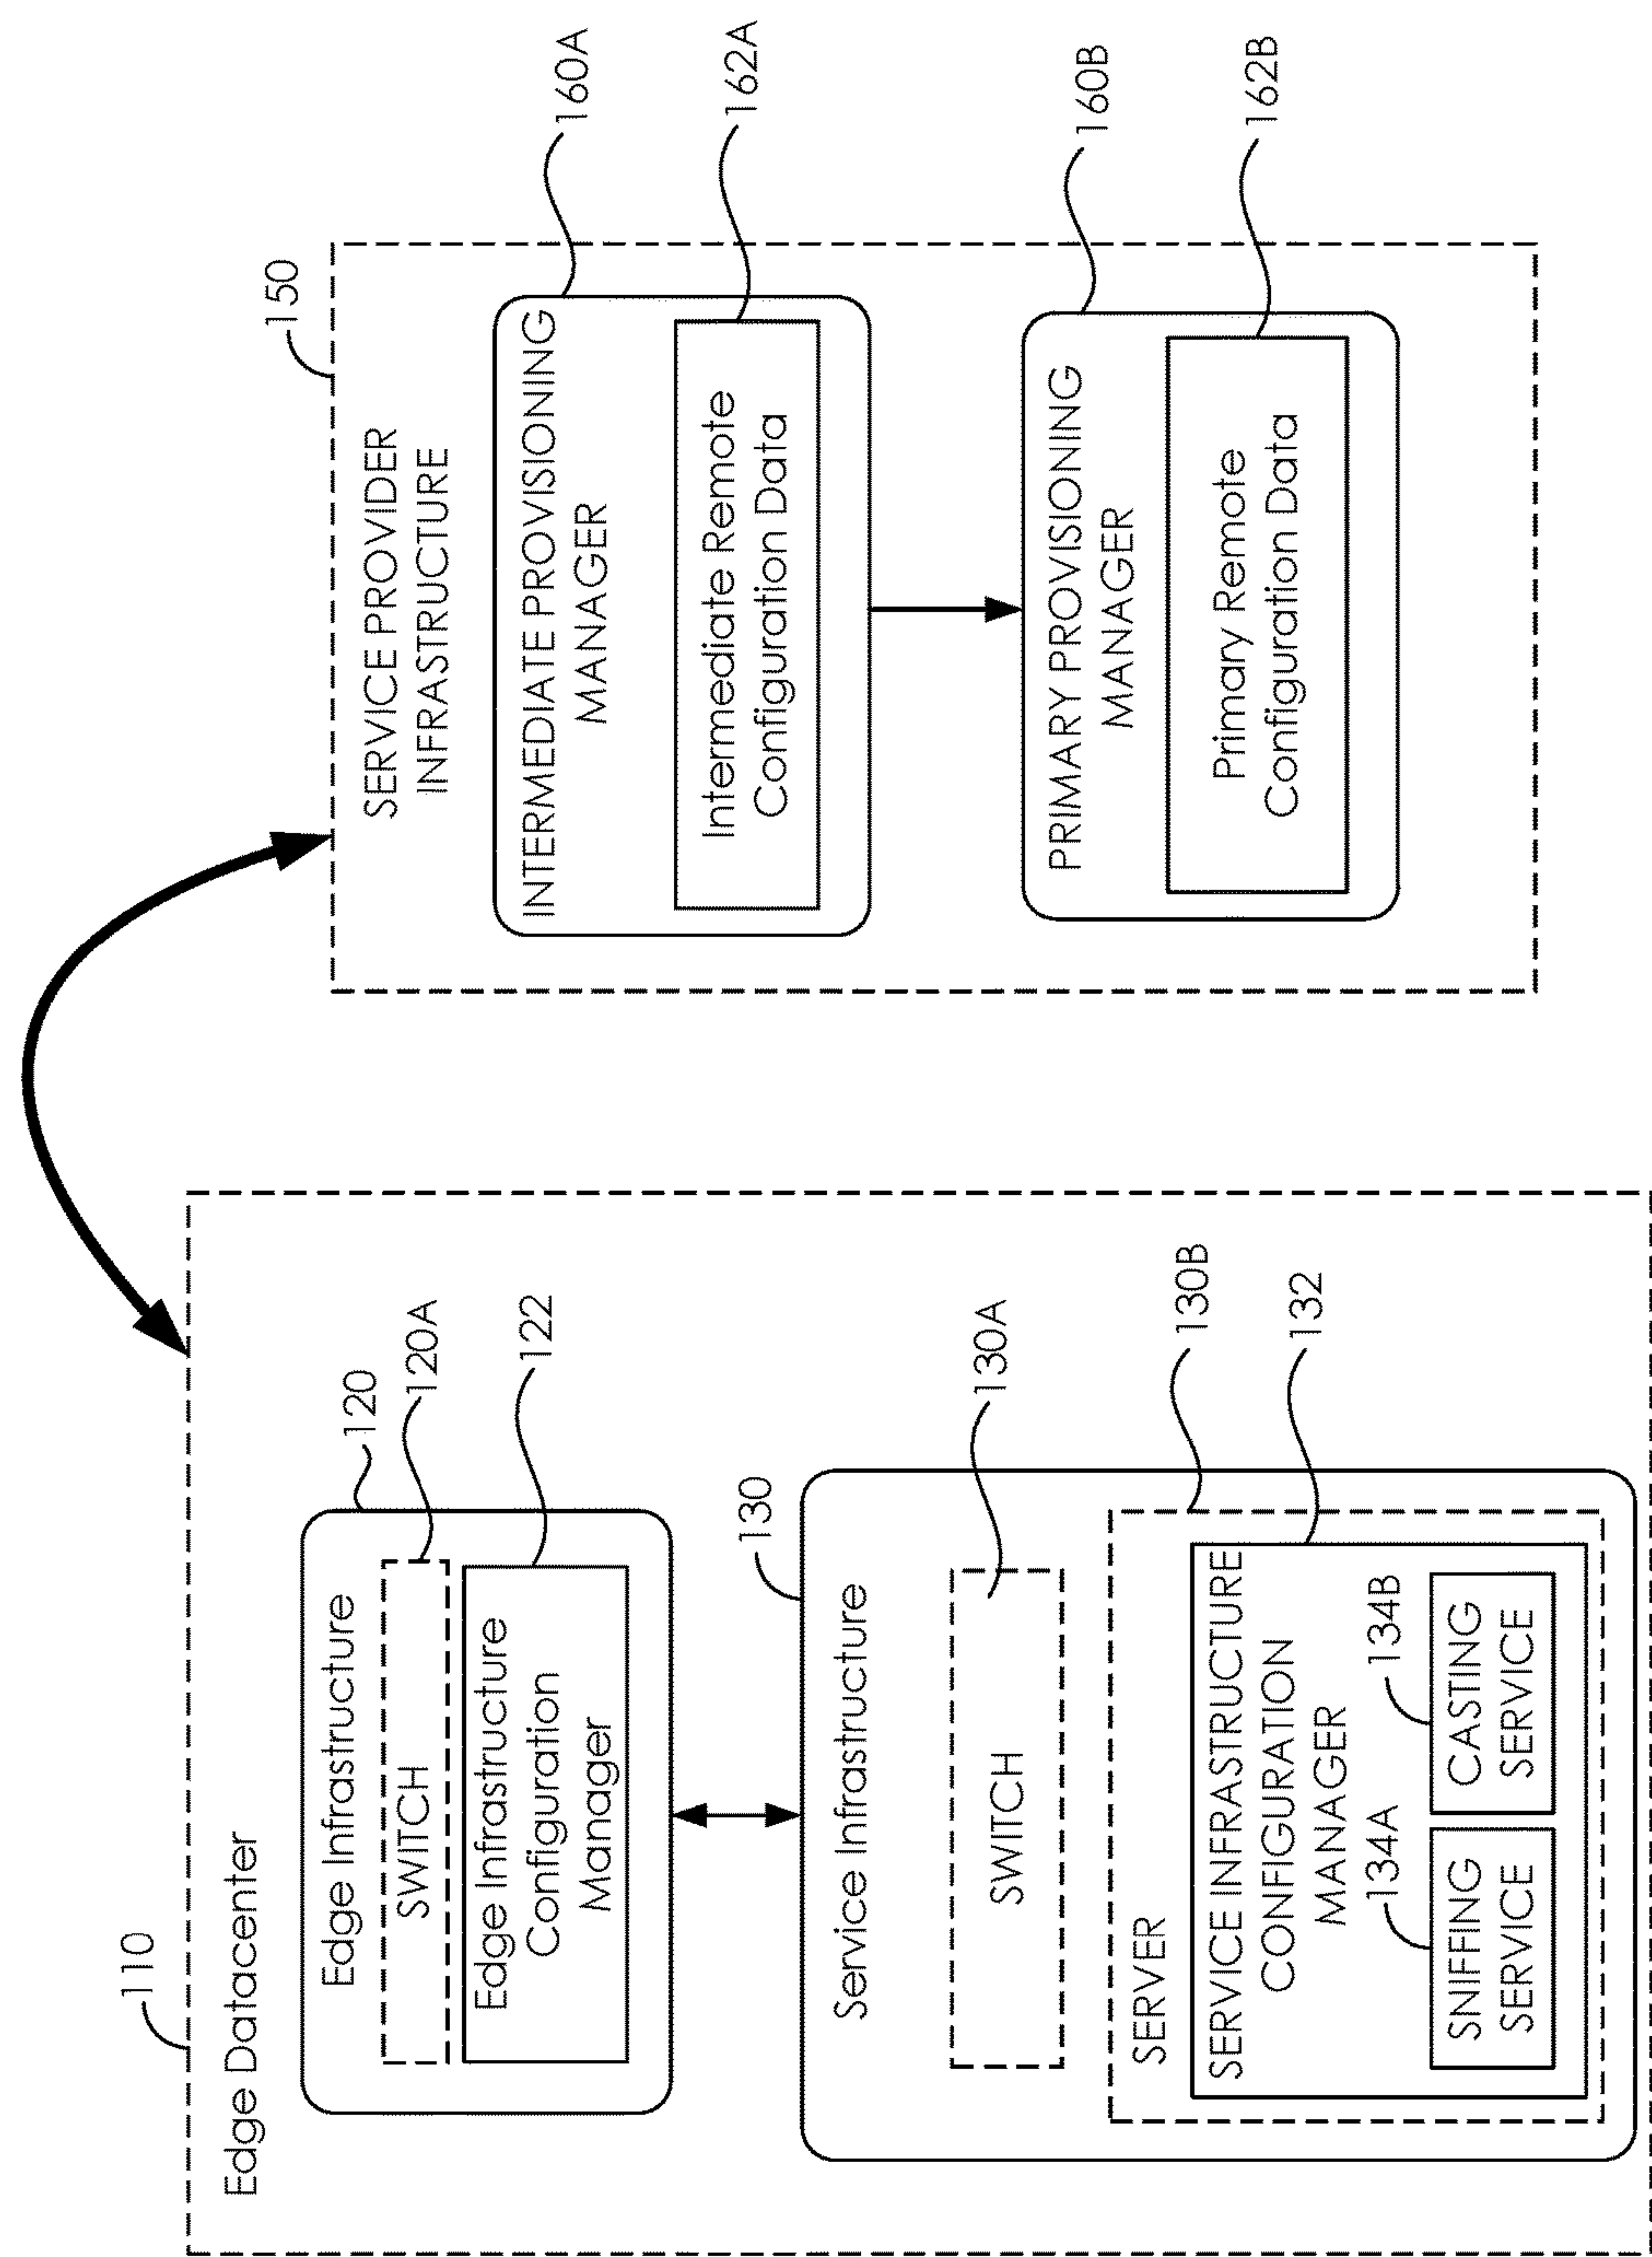 110
Edge Datacenter
120
Edge Infrastructure
120A
SWITCH
122
Edge Infrastructure
Configuration
Manager
130
Service Infrastructure
130A
SWITCH
130B
SERVER
132
SERVICE INFRASTRUCTURE
CONFIGURATION
MANAGER
134A
134B
SNIFFING
SERVICE
CASTING
SERVICE
150
SERVICE PROVIDER
INFRASTRUCTURE
160A
INTERMEDIATE PROVISIONING
MANAGER
162A
Intermediate Remote
Configuration Data
160B
PRIMARY PROVISIONING
MANAGER
162B
Primary Remote
Configuration Data